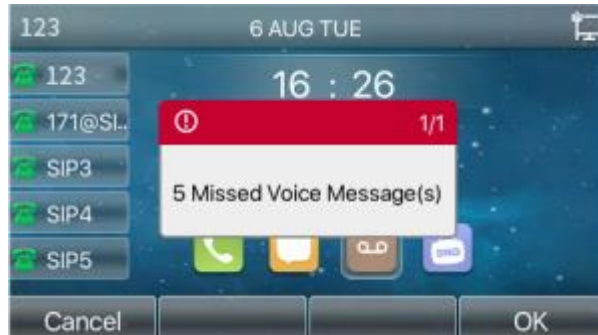 123 6 AUG TUE
123
16 : 26
171@SI..
1/1
SIP3
5 Missed Voice Message(s)
SIP4
SIP5
DND
Cancel OK